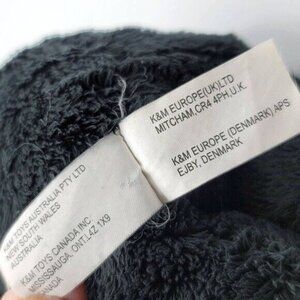 K&M TOYS AUSTRALIA PTY LTD
NEW SOUTH WALES
AUSTRALIA
K&M TOYS CANADA INC
MISSISSAUGA, ONT L4Z 1X9
K&M EUROPE(UK)LTD
MITCHAM,CR4 4PH,U.K.
K&M EUROPE (DENMARK) APS
EJBY, DENMARK